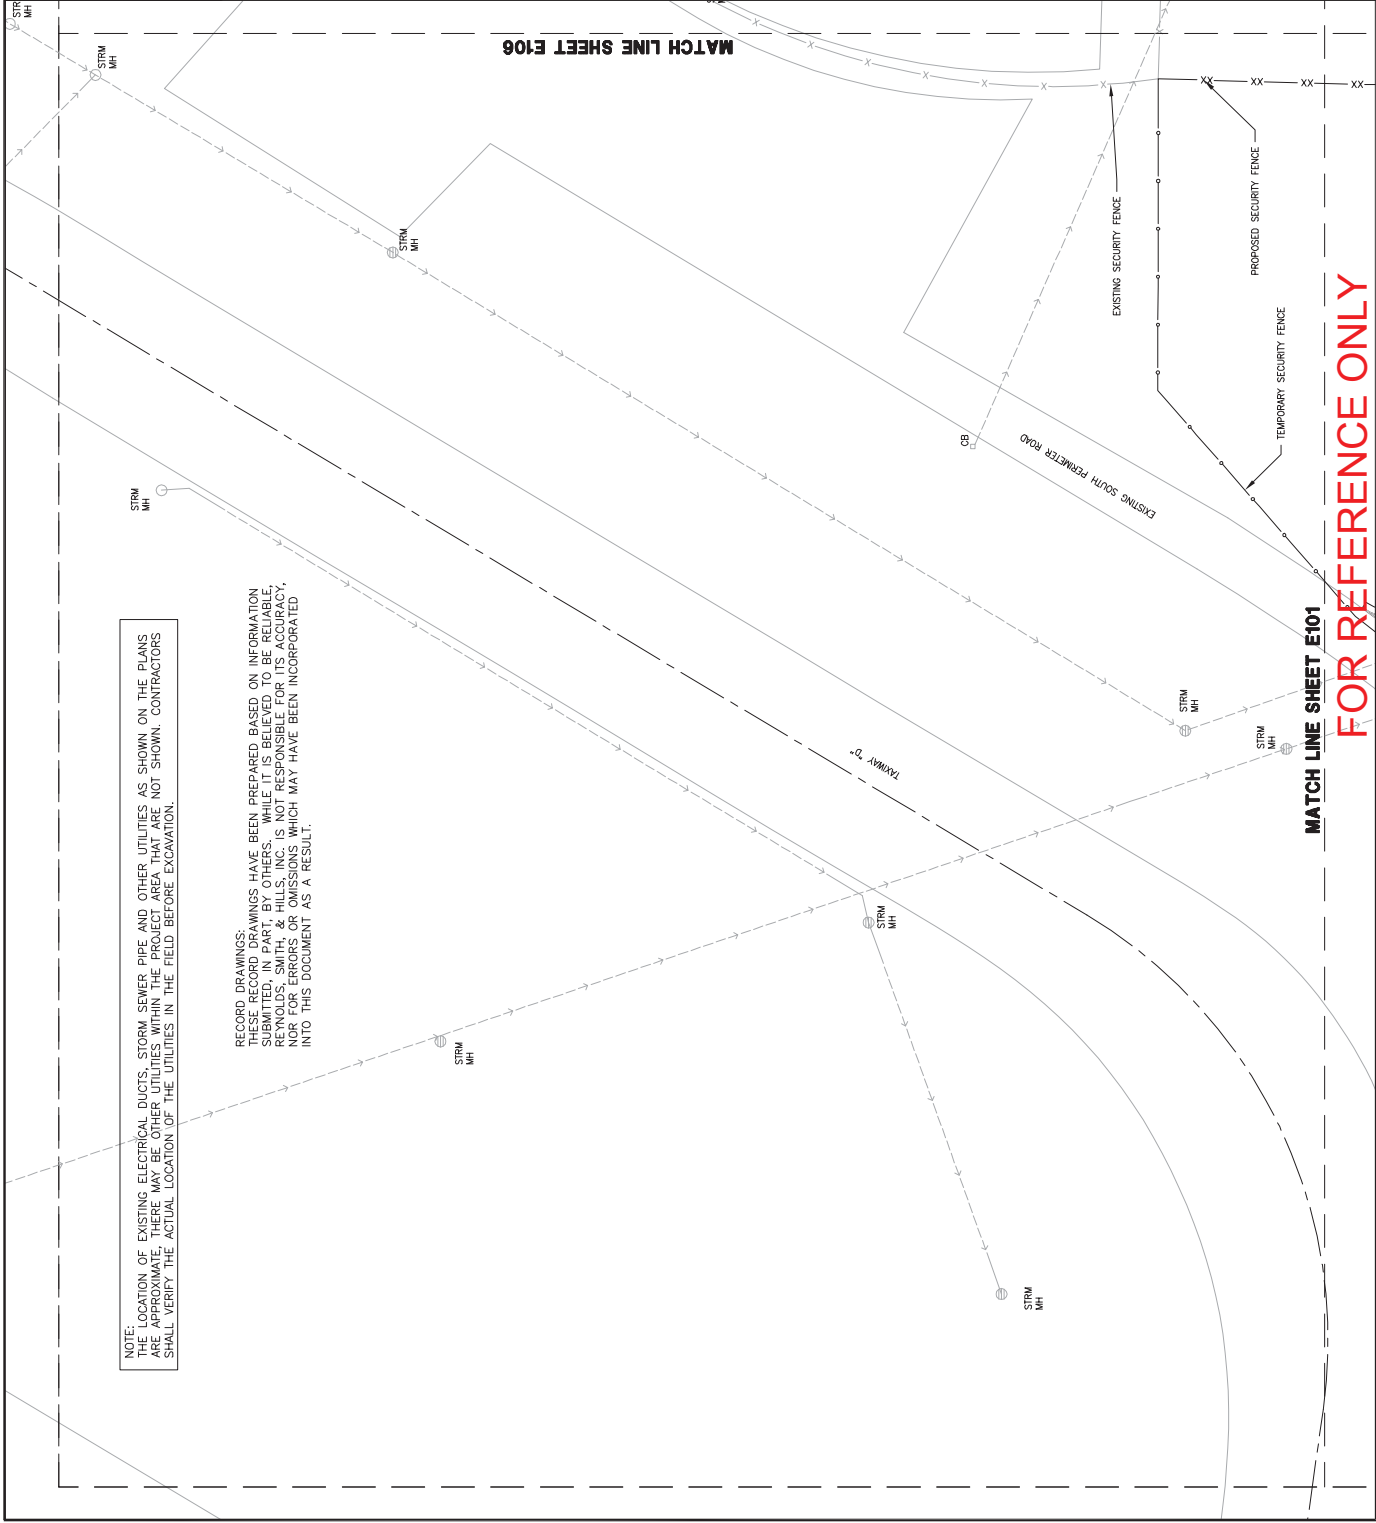 STRM
MH
STRM
MH
MATCH LINE SHEET E106
STRM
MH
EXISTING SECURITY FENCE
PROPOSED SECURITY FENCE
TEMPORARY SECURITY FENCE
CB
EXISTING SOUTH PERIMETER ROAD
STRM
MH
NOTE:
THE LOCATION OF EXISTING ELECTRICAL DUCTS, STORM SEWER PIPE AND OTHER UTILITIES AS SHOWN ON THE PLANS
ARE APPROXIMATE, THERE MAY BE OTHER UTILITIES WITHIN THE PROJECT AREA THAT ARE NOT SHOWN. CONTRACTORS
SHALL VERIFY THE ACTUAL LOCATION OF THE UTILITIES IN THE FIELD BEFORE EXCAVATION.
RECORD DRAWINGS:
THESE RECORD DRAWINGS HAVE BEEN PREPARED BASED ON INFORMATION
SUBMITTED, IN PART, BY OTHERS. WHILE IT IS BELIEVED TO BE RELIABLE,
REYNOLDS, SMITH, & HILLS, INC. IS NOT RESPONSIBLE FOR ITS ACCURACY,
NOR FOR ERRORS OR OMISSIONS WHICH MAY HAVE BEEN INCORPORATED
INTO THIS DOCUMENT AS A RESULT.
TAXIWAY "D"
STRM
MH
STRM
MH
STRM
MH
STRM
MH
STRM
MH
MATCH LINE SHEET E101
FOR REFERENCE ONLY